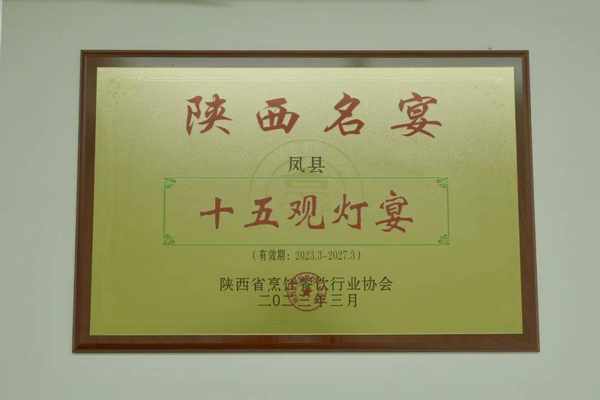 陕西名宴
凤县
十五观灯宴
(有效期: 2023.3-2027.3)
陕西省烹饪餐饮行业协会
二〇二三年三月